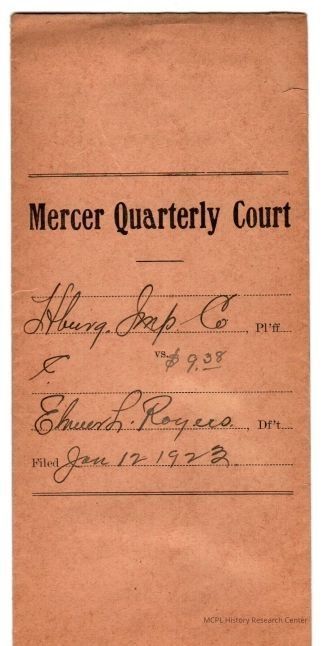 Mercer Quarterly Court
Hburg. Imp Co, Pl'ff
vs. $9.38
Elmer L. Rogers., Df't
Filed Jan 12 1923.
MCPL History Research Center